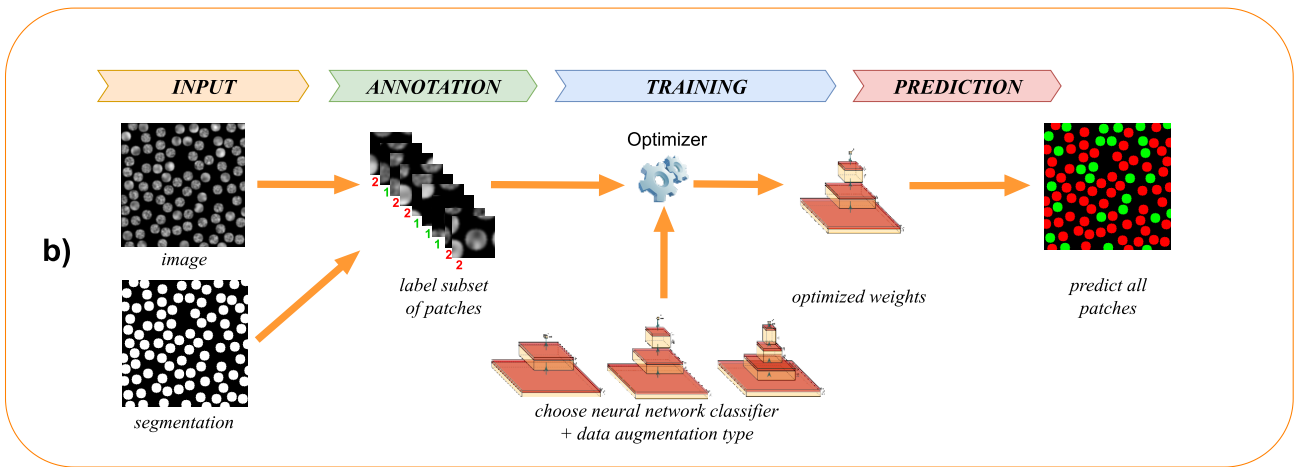 INPUT
ANNOTATION
TRAINING
PREDICTION
b)
image
segmentation
2
1
2
2
1
1
1
2
2
label subset
of patches
Optimizer
choose neural network classifier
+ data augmentation type
optimized weights
predict all
patches